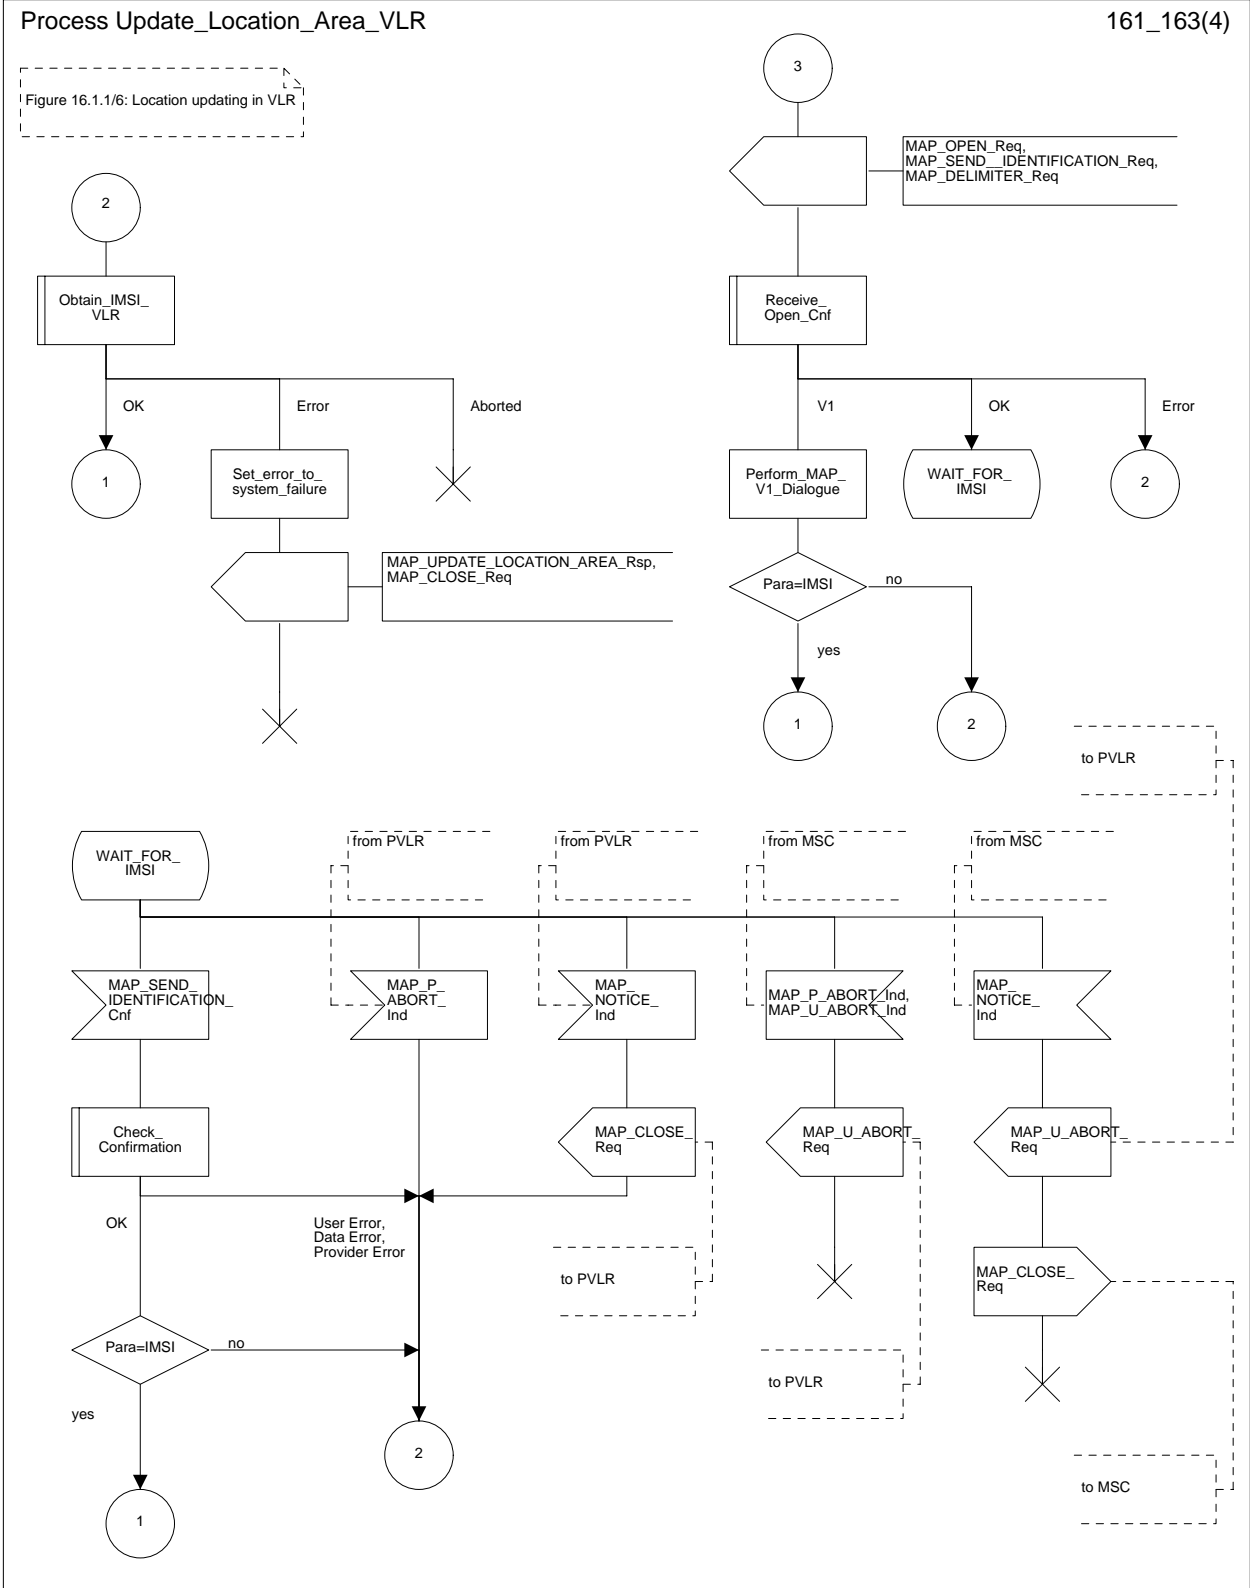 Process Update_Location_Area_VLR
161_163(4)
Figure 16.1.1/6: Location updating in VLR
3
MAP_OPEN_Req,
MAP_SEND__IDENTIFICATION_Req,
MAP_DELIMITER_Req
2
Obtain_IMSI_
VLR
Receive_
Open_Cnf
OK
Error
Aborted
V1
OK
Error
1
Set_error_to_
system_failure
Perform_MAP_
V1_Dialogue
WAIT_FOR_
IMSI
2
MAP_UPDATE_LOCATION_AREA_Rsp,
MAP_CLOSE_Req
Para=IMSI
no
yes
1
2
to PVLR
WAIT_FOR_
IMSI
from PVLR
from PVLR
from MSC
from MSC
MAP_SEND_
IDENTIFICATION_
Cnf
MAP_P_
ABORT_
Ind
MAP_
NOTICE_
Ind
MAP_P_ABORT_Ind,
MAP_U_ABORT_Ind
MAP_
NOTICE_
Ind
Check_
Confirmation
MAP_CLOSE_
Req
MAP_U_ABORT_
Req
MAP_U_ABORT_
Req
OK
User Error,
Data Error,
Provider Error
to PVLR
MAP_CLOSE_
Req
Para=IMSI
no
to PVLR
yes
2
to MSC
1